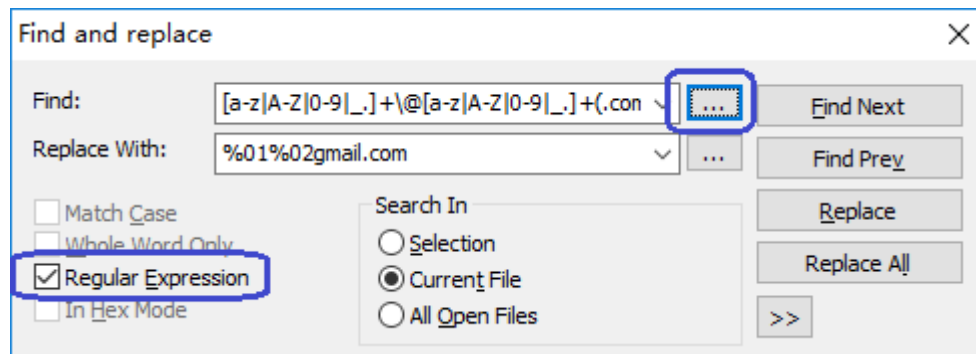 Find and replace
Find: [a-z|A-Z|0-9|_.]+\@[a-z|A-Z|0-9|_.]+(.com ... Find Next
Replace With: %01%02gmail.com ... Find Prev
Match Case Search In Replace
Whole Word Only Selection
Regular Expression Current File Replace All
In Hex Mode All Open Files >>